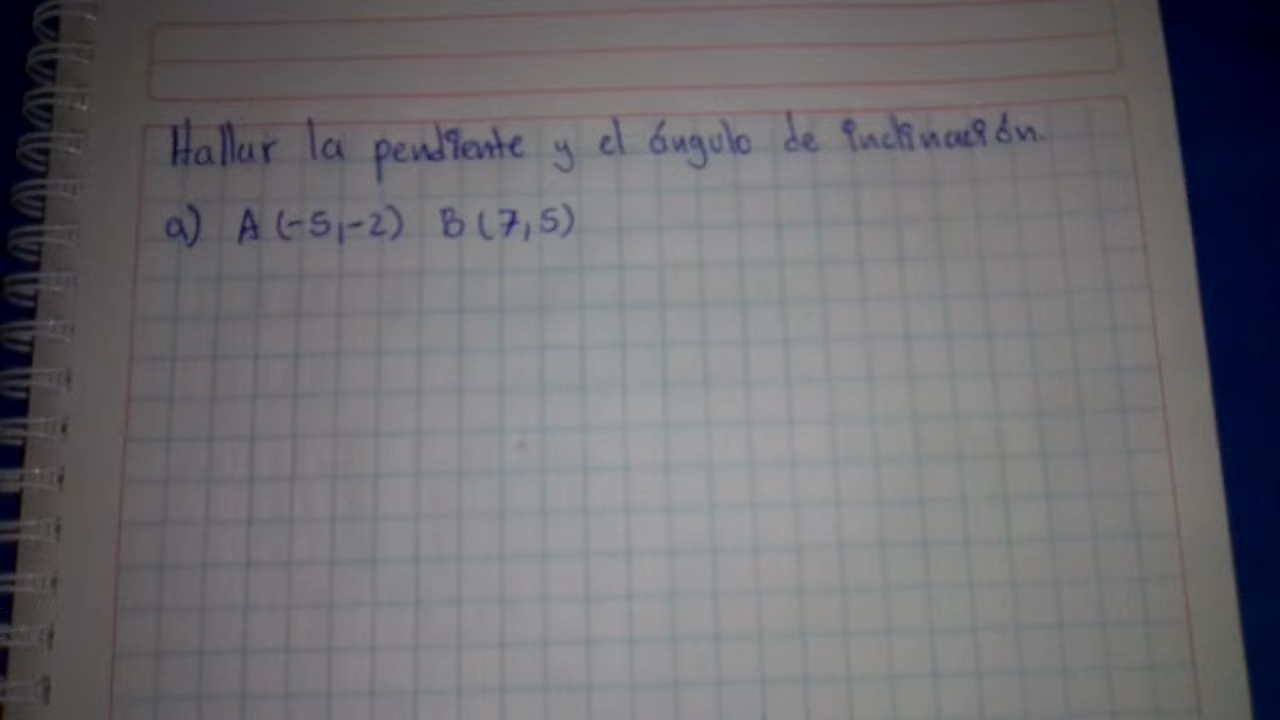 Hallar la pendiente y el ángulo de inclinación.
a) A (-5,-2) B (7,5)